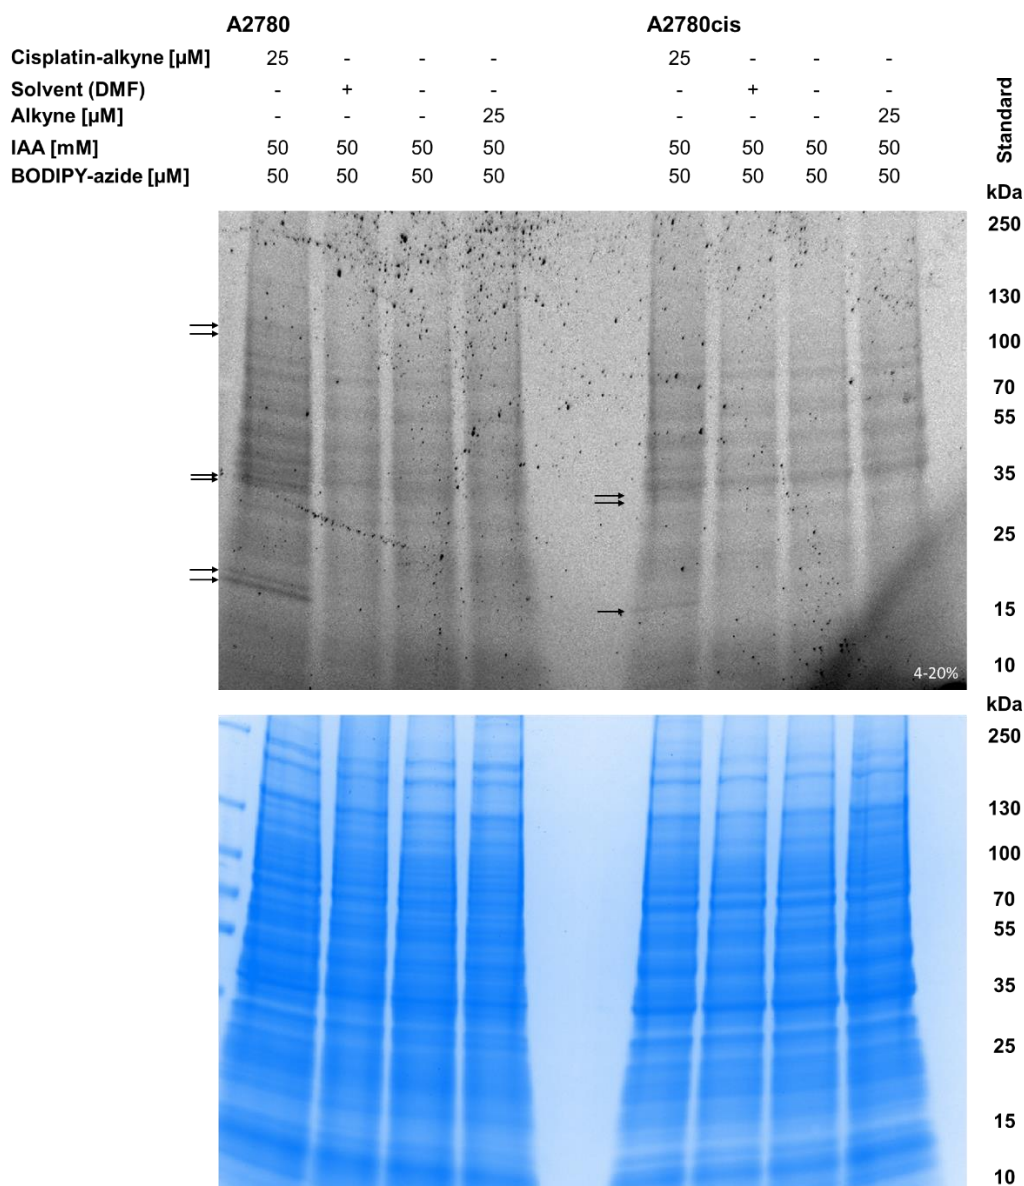 A2780 A2780cis
Cisplatin-alkyne [µM] 25 - - - 25 - - -
Solvent (DMF) - + - - - + - -
Alkyne [µM] - - - 25 - - - 25
IAA [mM] 50 50 50 50 50 50 50 50
BODIPY-azide [µM] 50 50 50 50 50 50 50 50
Standard
kDa
250
130
100
70
55
35
25
15
10
4-20%
kDa
250
130
100
70
55
35
25
15
10